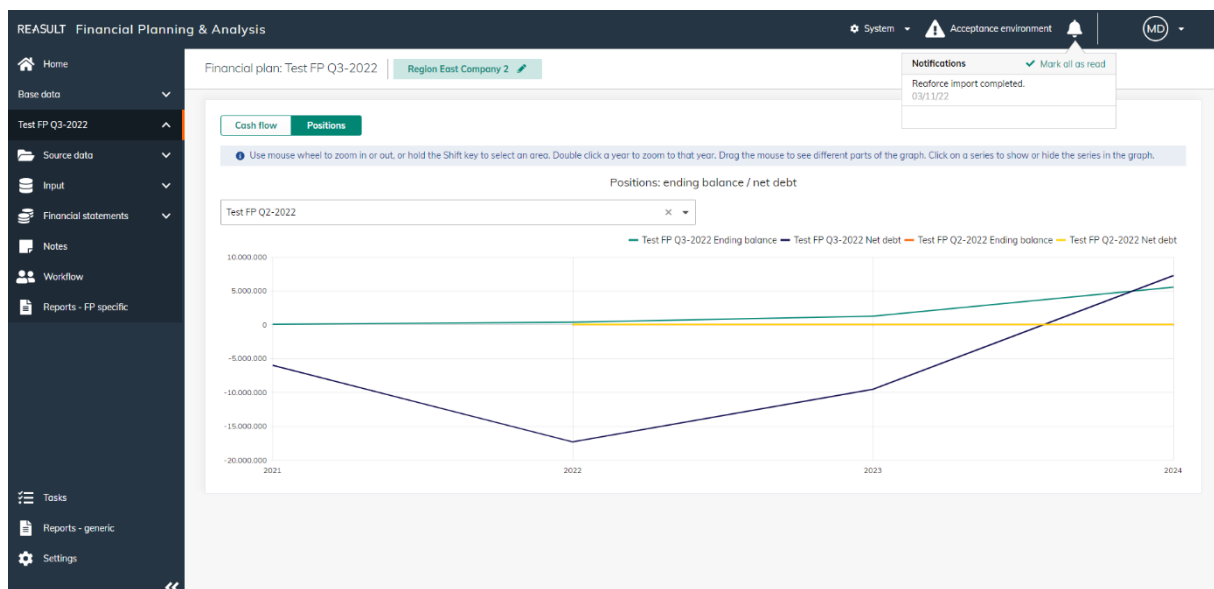 REASULT Financial Planning & Analysis
System
Acceptance environment
MD
Home
Base data
Test FP Q3-2022
Source data
Input
Financial statements
Notes
Workflow
Reports - FP specific
Tasks
Reports - generic
Settings
Financial plan: Test FP Q3-2022
Region East Company 2
Notifications
Mark all as read
Reaforce import completed.
03/11/22
Cash flow
Positions
Use mouse wheel to zoom in or out, or hold the Shift key to select an area. Double click a year to zoom to that year. Drag the mouse to see different parts of the graph. Click on a series to show or hide the series in the graph.
Positions: ending balance / net debt
Test FP Q2-2022
Test FP Q3-2022 Ending balance Test FP Q3-2022 Net debt Test FP Q2-2022 Ending balance Test FP Q2-2022 Net debt
10.000.000
5.000.000
0
-5.000.000
-10.000.000
-15.000.000
-20.000.000
2021 2022 2023 2024